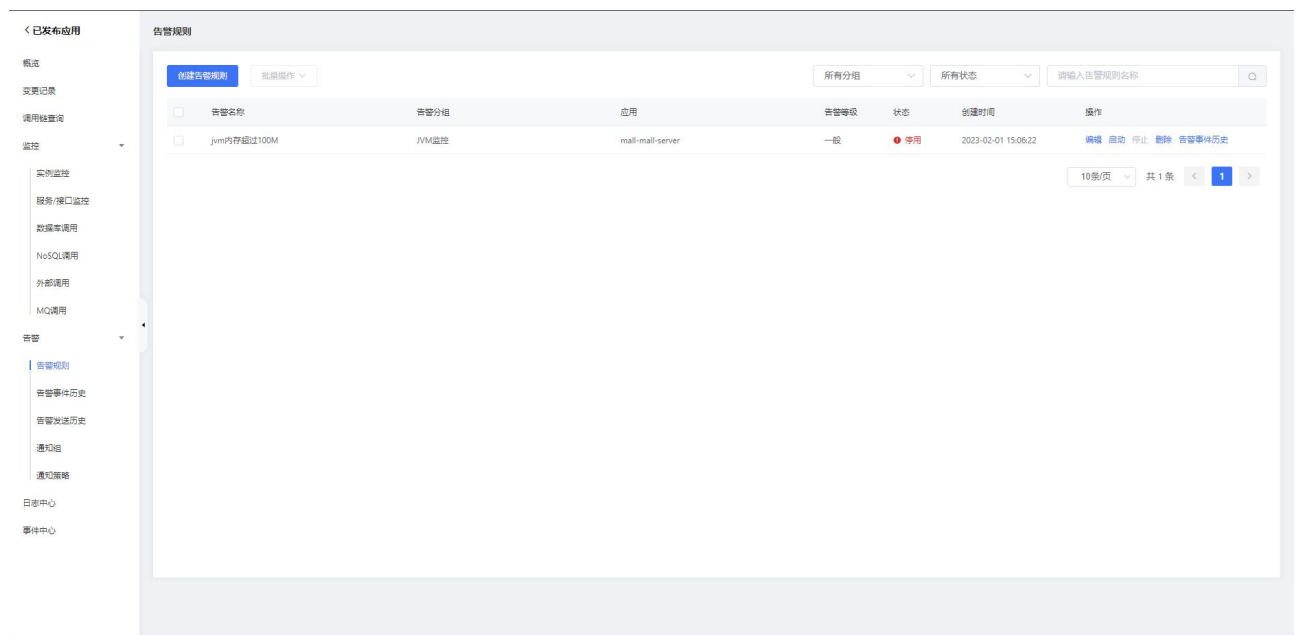 已发布应用
概览
变更记录
调用链查询
监控
实例监控
服务/接口监控
数据库调用
NoSQL调用
外部调用
MQ调用
告警
告警规则
告警事件历史
告警发送历史
通知组
通知策略
日志中心
事件中心
告警规则
创建告警规则 批量操作 所有分组 所有状态 请输入告警规则名称
告警名称 告警分组 应用 告警等级 状态 创建时间 操作
jvm内存超过100M JVM监控 mall-mall-server 一般 停用 2023-02-01 15:06:22 编辑 启动 停止 删除 告警事件历史
10条/页 共 1 条 1